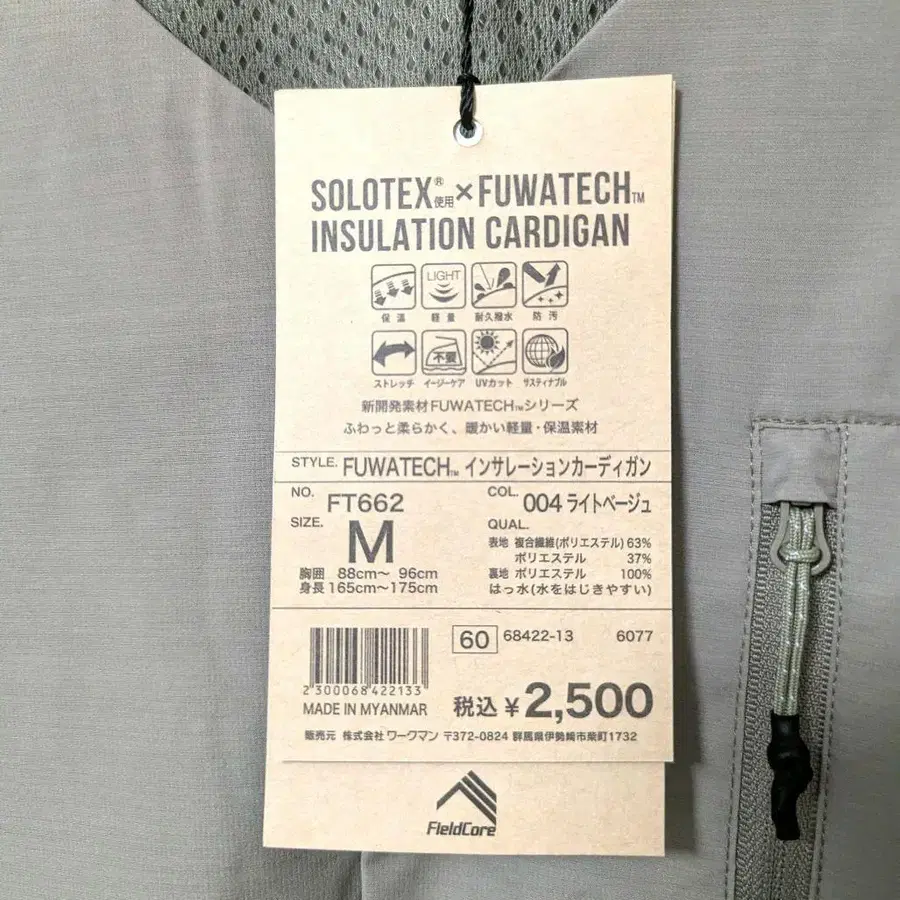 SOLOTEX®使用×FUWATECH™
INSULATION CARDIGAN
LIGHT
保温 軽量 耐久撥水 防汚
不要
ストレッチ イージーケア UVカット サスティナブル
新開発素材FUWATECH™シリーズ
ふわっと柔らかく、暖かい軽量・保温素材
STYLE. FUWATECH™ インサレーションカーディガン
NO. FT662
COL. 004 ライトベージュ
SIZE. M
胸囲 88cm〜 96cm
身長 165cm〜175cm
QUAL.
表地 複合繊維(ポリエステル) 63%
ポリエステル 37%
裏地 ポリエステル 100%
はっ水(水をはじきやすい)
60 68422-13 6077
2300068422133
MADE IN MYANMAR
税込 ¥2,500
販売元 株式会社 ワークマン 〒372-0824 群馬県伊勢崎市柴町1732
FieldCore